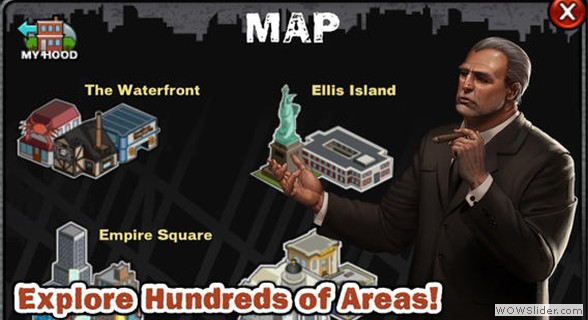 MAP
MY HOOD
The Waterfront
Ellis Island
Empire Square
Explore Hundreds of Areas!
WOWSlider.com